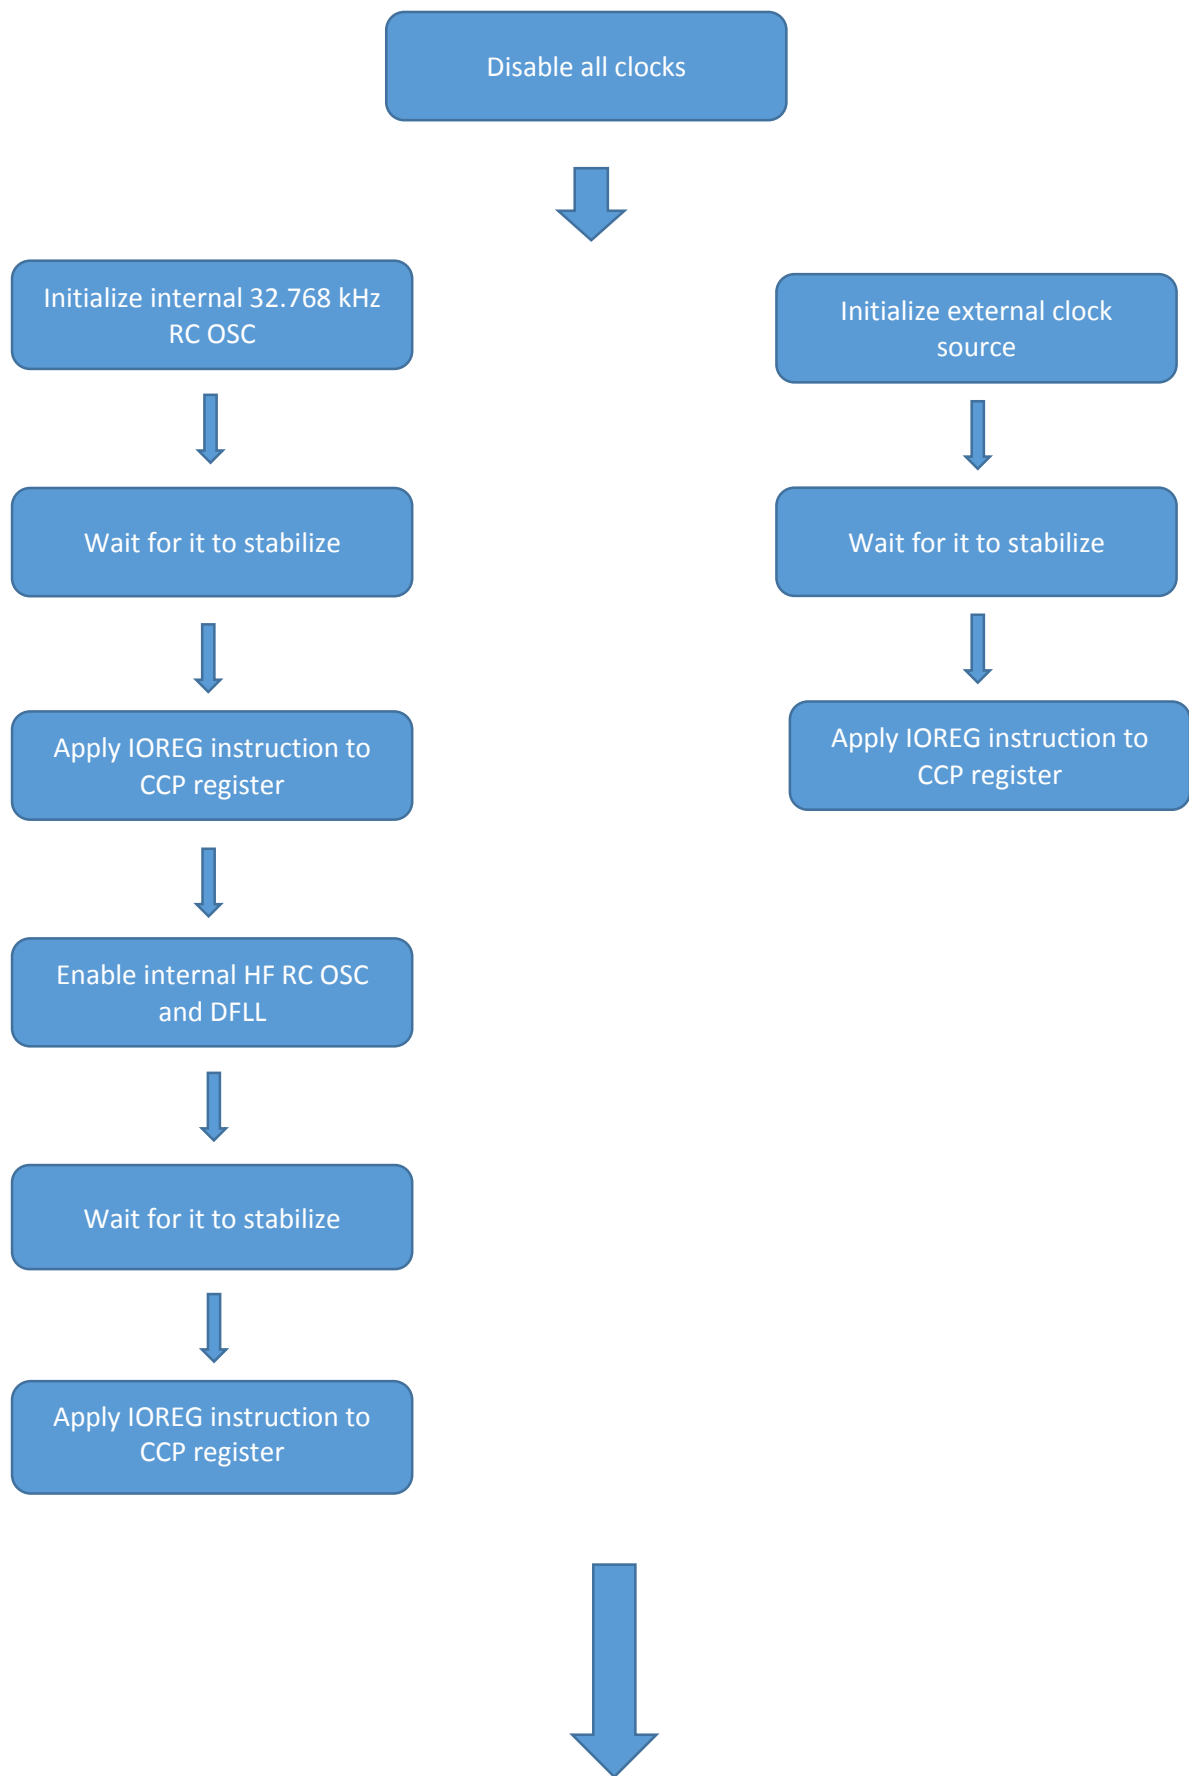 Disable all clocks
Initialize internal 32.768 kHz
RC OSC
Wait for it to stabilize
Apply IOREG instruction to
CCP register
Enable internal HF RC OSC
and DFLL
Wait for it to stabilize
Apply IOREG instruction to
CCP register
Initialize external clock
source
Wait for it to stabilize
Apply IOREG instruction to
CCP register